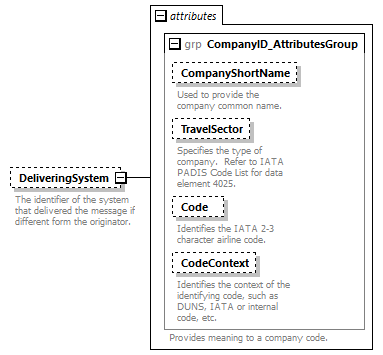 attributes
grp CompanyID_AttributesGroup
CompanyShortName
Used to provide the
company common name.
TravelSector
Specifies the type of
company.  Refer to IATA
PADIS Code List for data
element 4025.
DeliveringSystem
The identifier of the system
that delivered the message if
different form the originator.
Code
Identifies the IATA 2-3
character airline code.
CodeContext
Identifies the context of the
identifying code, such as
DUNS, IATA or internal
code, etc.
Provides meaning to a company code.